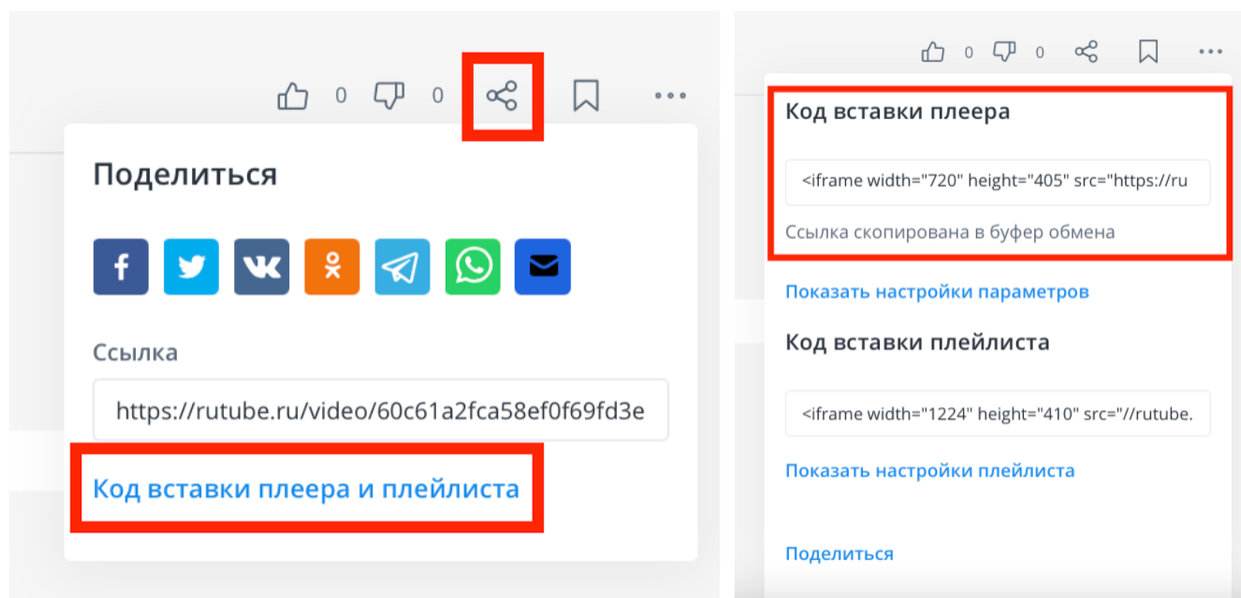 0 0
Поделиться
Ссылка
https://rutube.ru/video/60c61a2fca58ef0f69fd3e
Код вставки плеера и плейлиста
0 0
Код вставки плеера
<iframe width="720" height="405" src="https://ru
Ссылка скопирована в буфер обмена
Показать настройки параметров
Код вставки плейлиста
<iframe width="1224" height="410" src="//rutube.
Показать настройки плейлиста
Поделиться